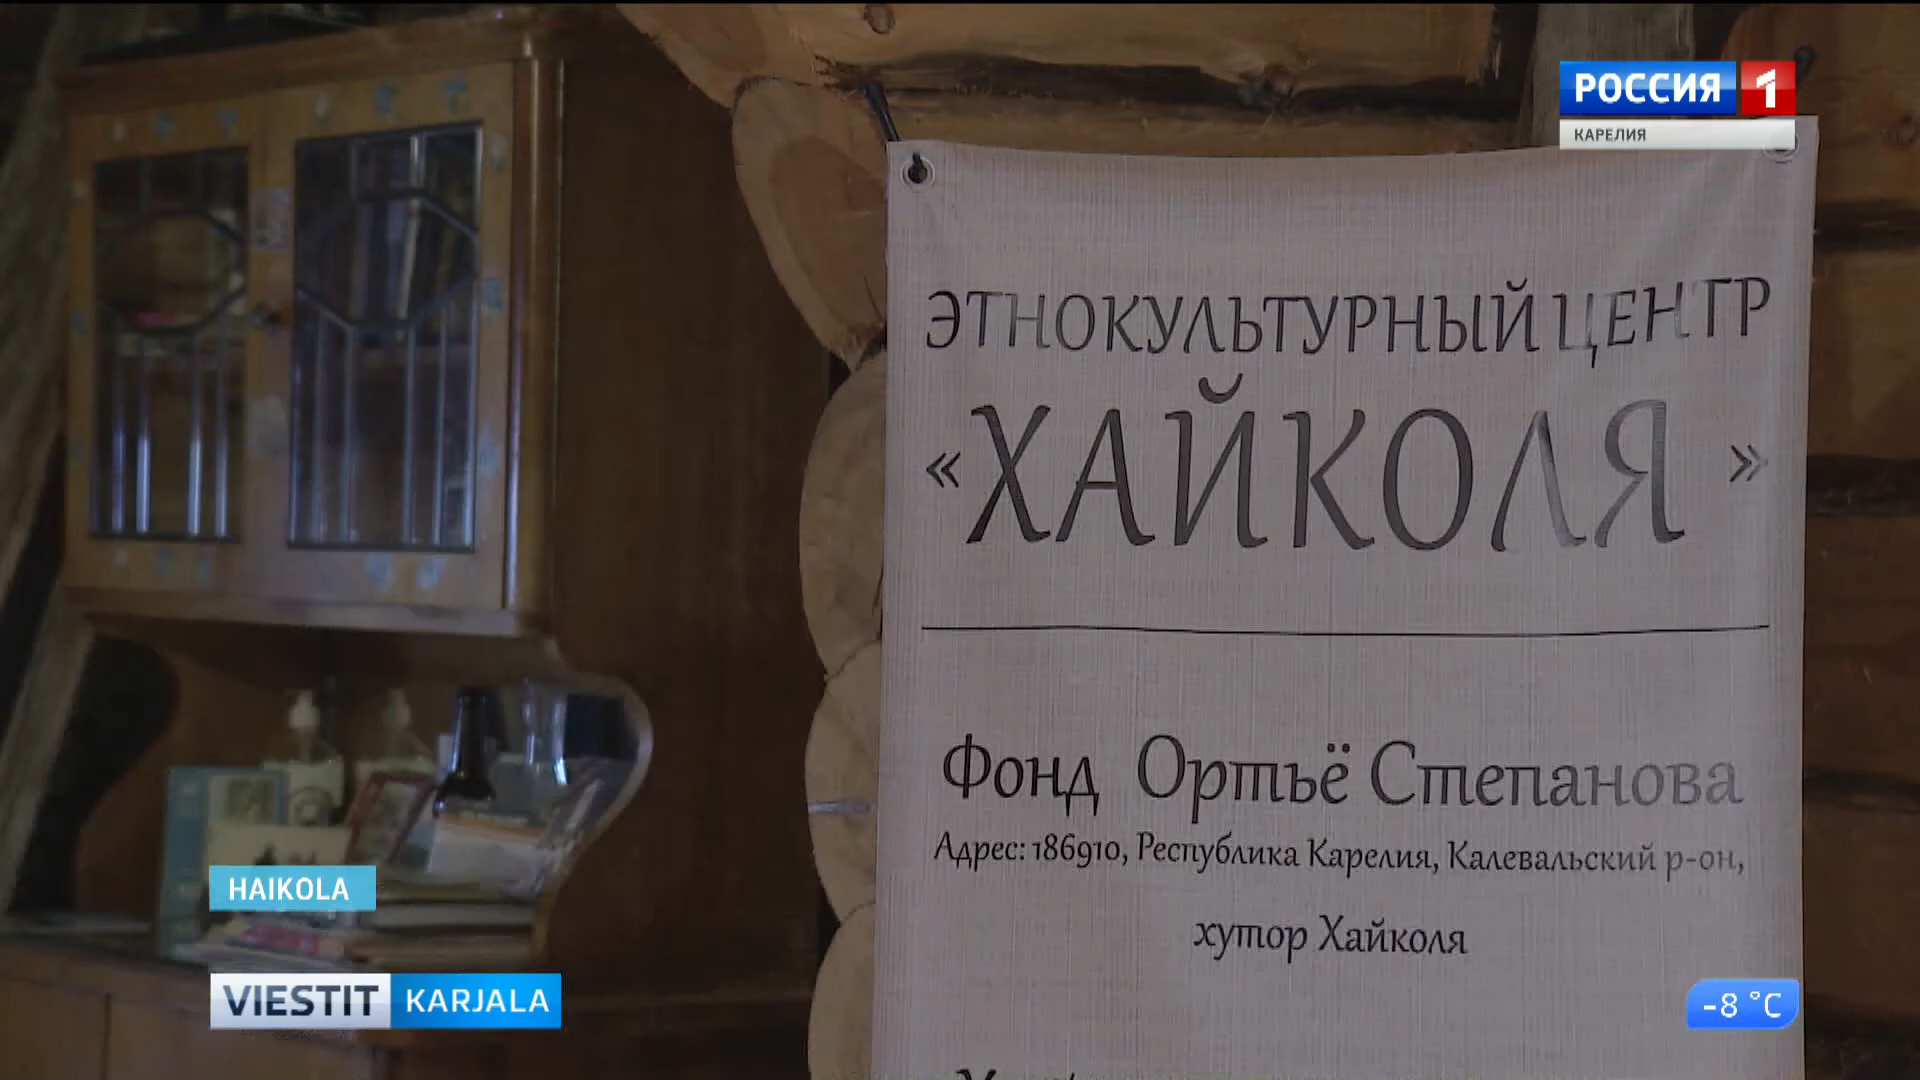 РОССИЯ 1
КАРЕЛИЯ
ЭТНОКУЛЬТУРНЫЙ ЦЕНТР
«ХАЙКОЛЯ»
Фонд Ортьё Степанова
Адрес: 186910, Республика Карелия, Калевальский р-он,
хутор Хайколя
HAIKOLA
VIESTIT KARJALA
-8 °C